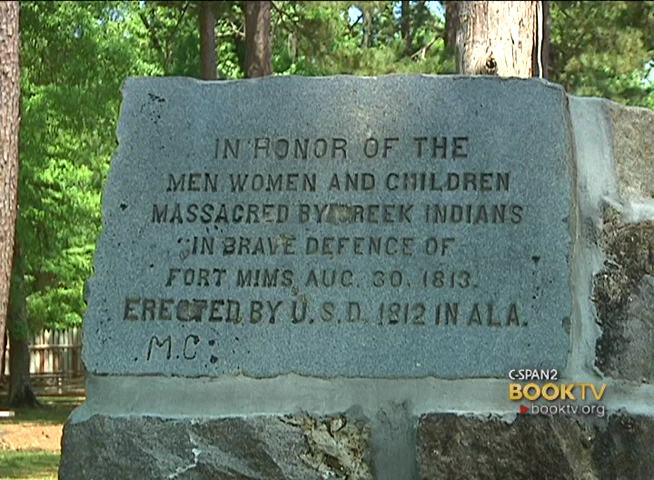 IN HONOR OF THE
MEN WOMEN AND CHILDREN
MASSACRED BY CREEK INDIANS
IN BRAVE DEFENCE OF
FORT MIMS AUG. 30. 1813.
ERECTED BY U.S.D. 1812 IN ALA.
M.C.
C-SPAN2
BOOKTV
booktv.org